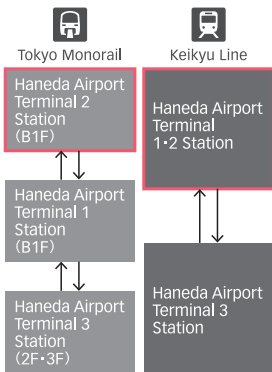 Tokyo Monorail
Haneda Airport
Terminal 2
Station
(B1F)
Haneda Airport
Terminal 1
Station
(B1F)
Haneda Airport
Terminal 3
Station
(2F･3F)
Keikyu Line
Haneda Airport
Terminal
1･2 Station
Haneda Airport
Terminal 3
Station